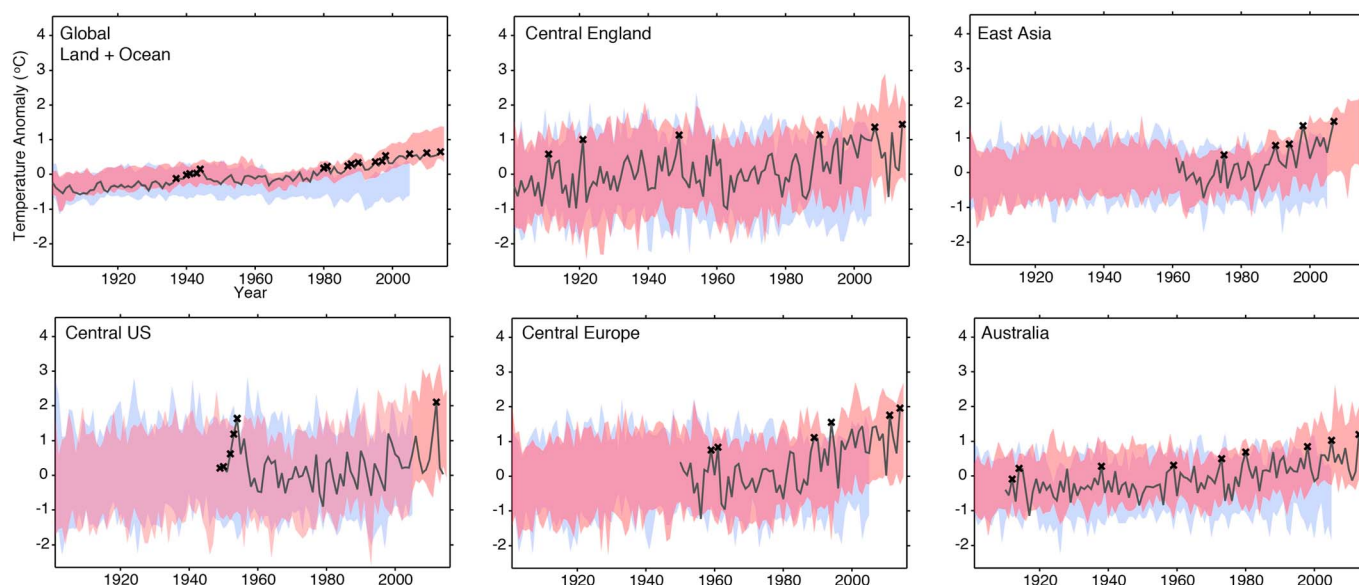 Global
Land + Ocean
Temperature Anomaly (°C)
4
3
2
1
0
-1
-2
1920 1940 1960 1980 2000
Year
Central England
4
3
2
1
0
-1
-2
1920 1940 1960 1980 2000
East Asia
4
3
2
1
0
-1
-2
1920 1940 1960 1980 2000
Central US
4
3
2
1
0
-1
-2
1920 1940 1960 1980 2000
Central Europe
4
3
2
1
0
-1
-2
1920 1940 1960 1980 2000
Australia
4
3
2
1
0
-1
-2
1920 1940 1960 1980 2000